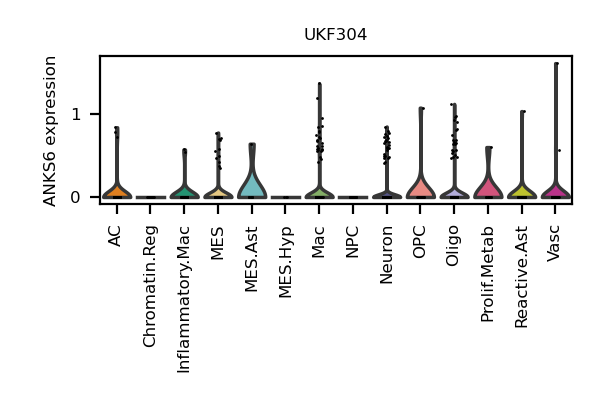 UKF304
ANKS6 expression
1
0
AC
Chromatin.Reg
Inflammatory.Mac
MES
MES.Ast
MES.Hyp
Mac
NPC
Neuron
OPC
Oligo
Prolif.Metab
Reactive.Ast
Vasc